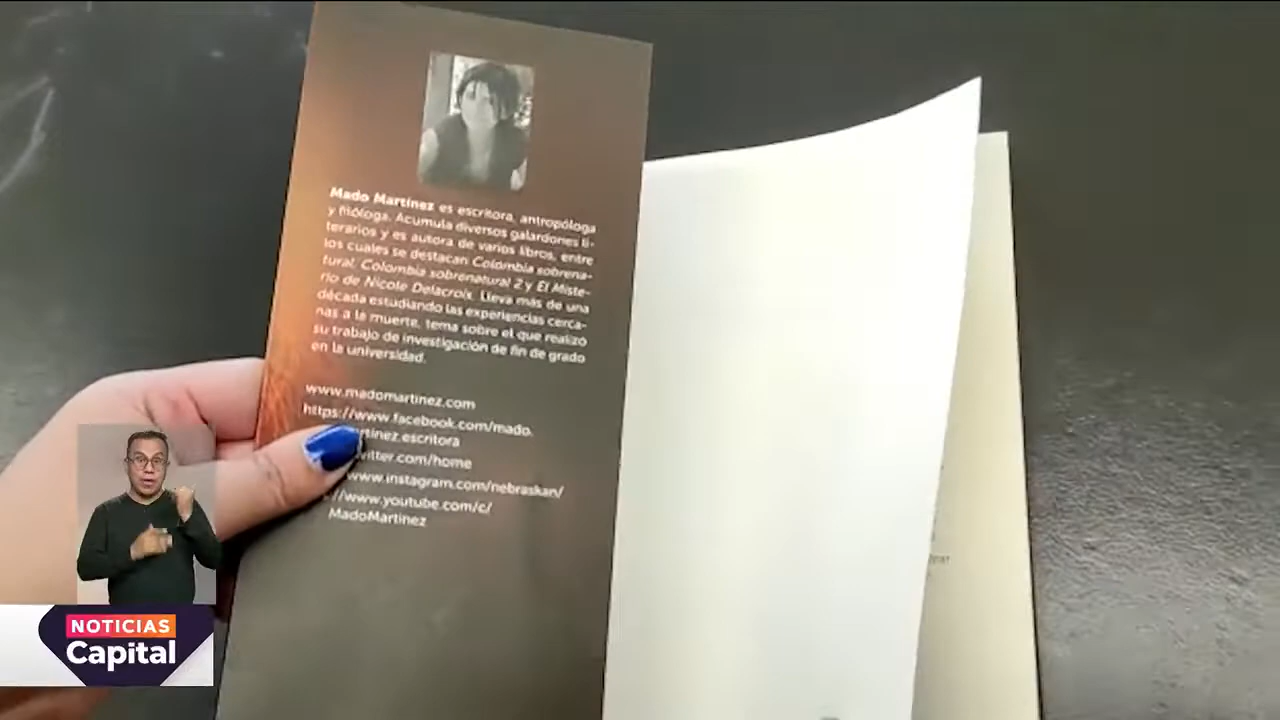 Mado Martínez es escritora, antropóloga
y filóloga. Acumula diversos galardones li-
terarios y es autora de varios libros, entre
los cuales se destacan Colombia sobrena-
tural, Colombia sobrenatural 2 y El Miste-
rio de Nicole Delacroix. Lleva más de una
década estudiando las experiencias cerca-
nas a la muerte, tema sobre el que realizó
su trabajo de investigación de fin de grado
en la universidad.
www.madomartinez.com
https://www.facebook.com/mado.
rtinez.escritora
witter.com/home
www.instagram.com/nebraskan/
//www.youtube.com/c/
MadoMartinez
NOTICIAS
Capital